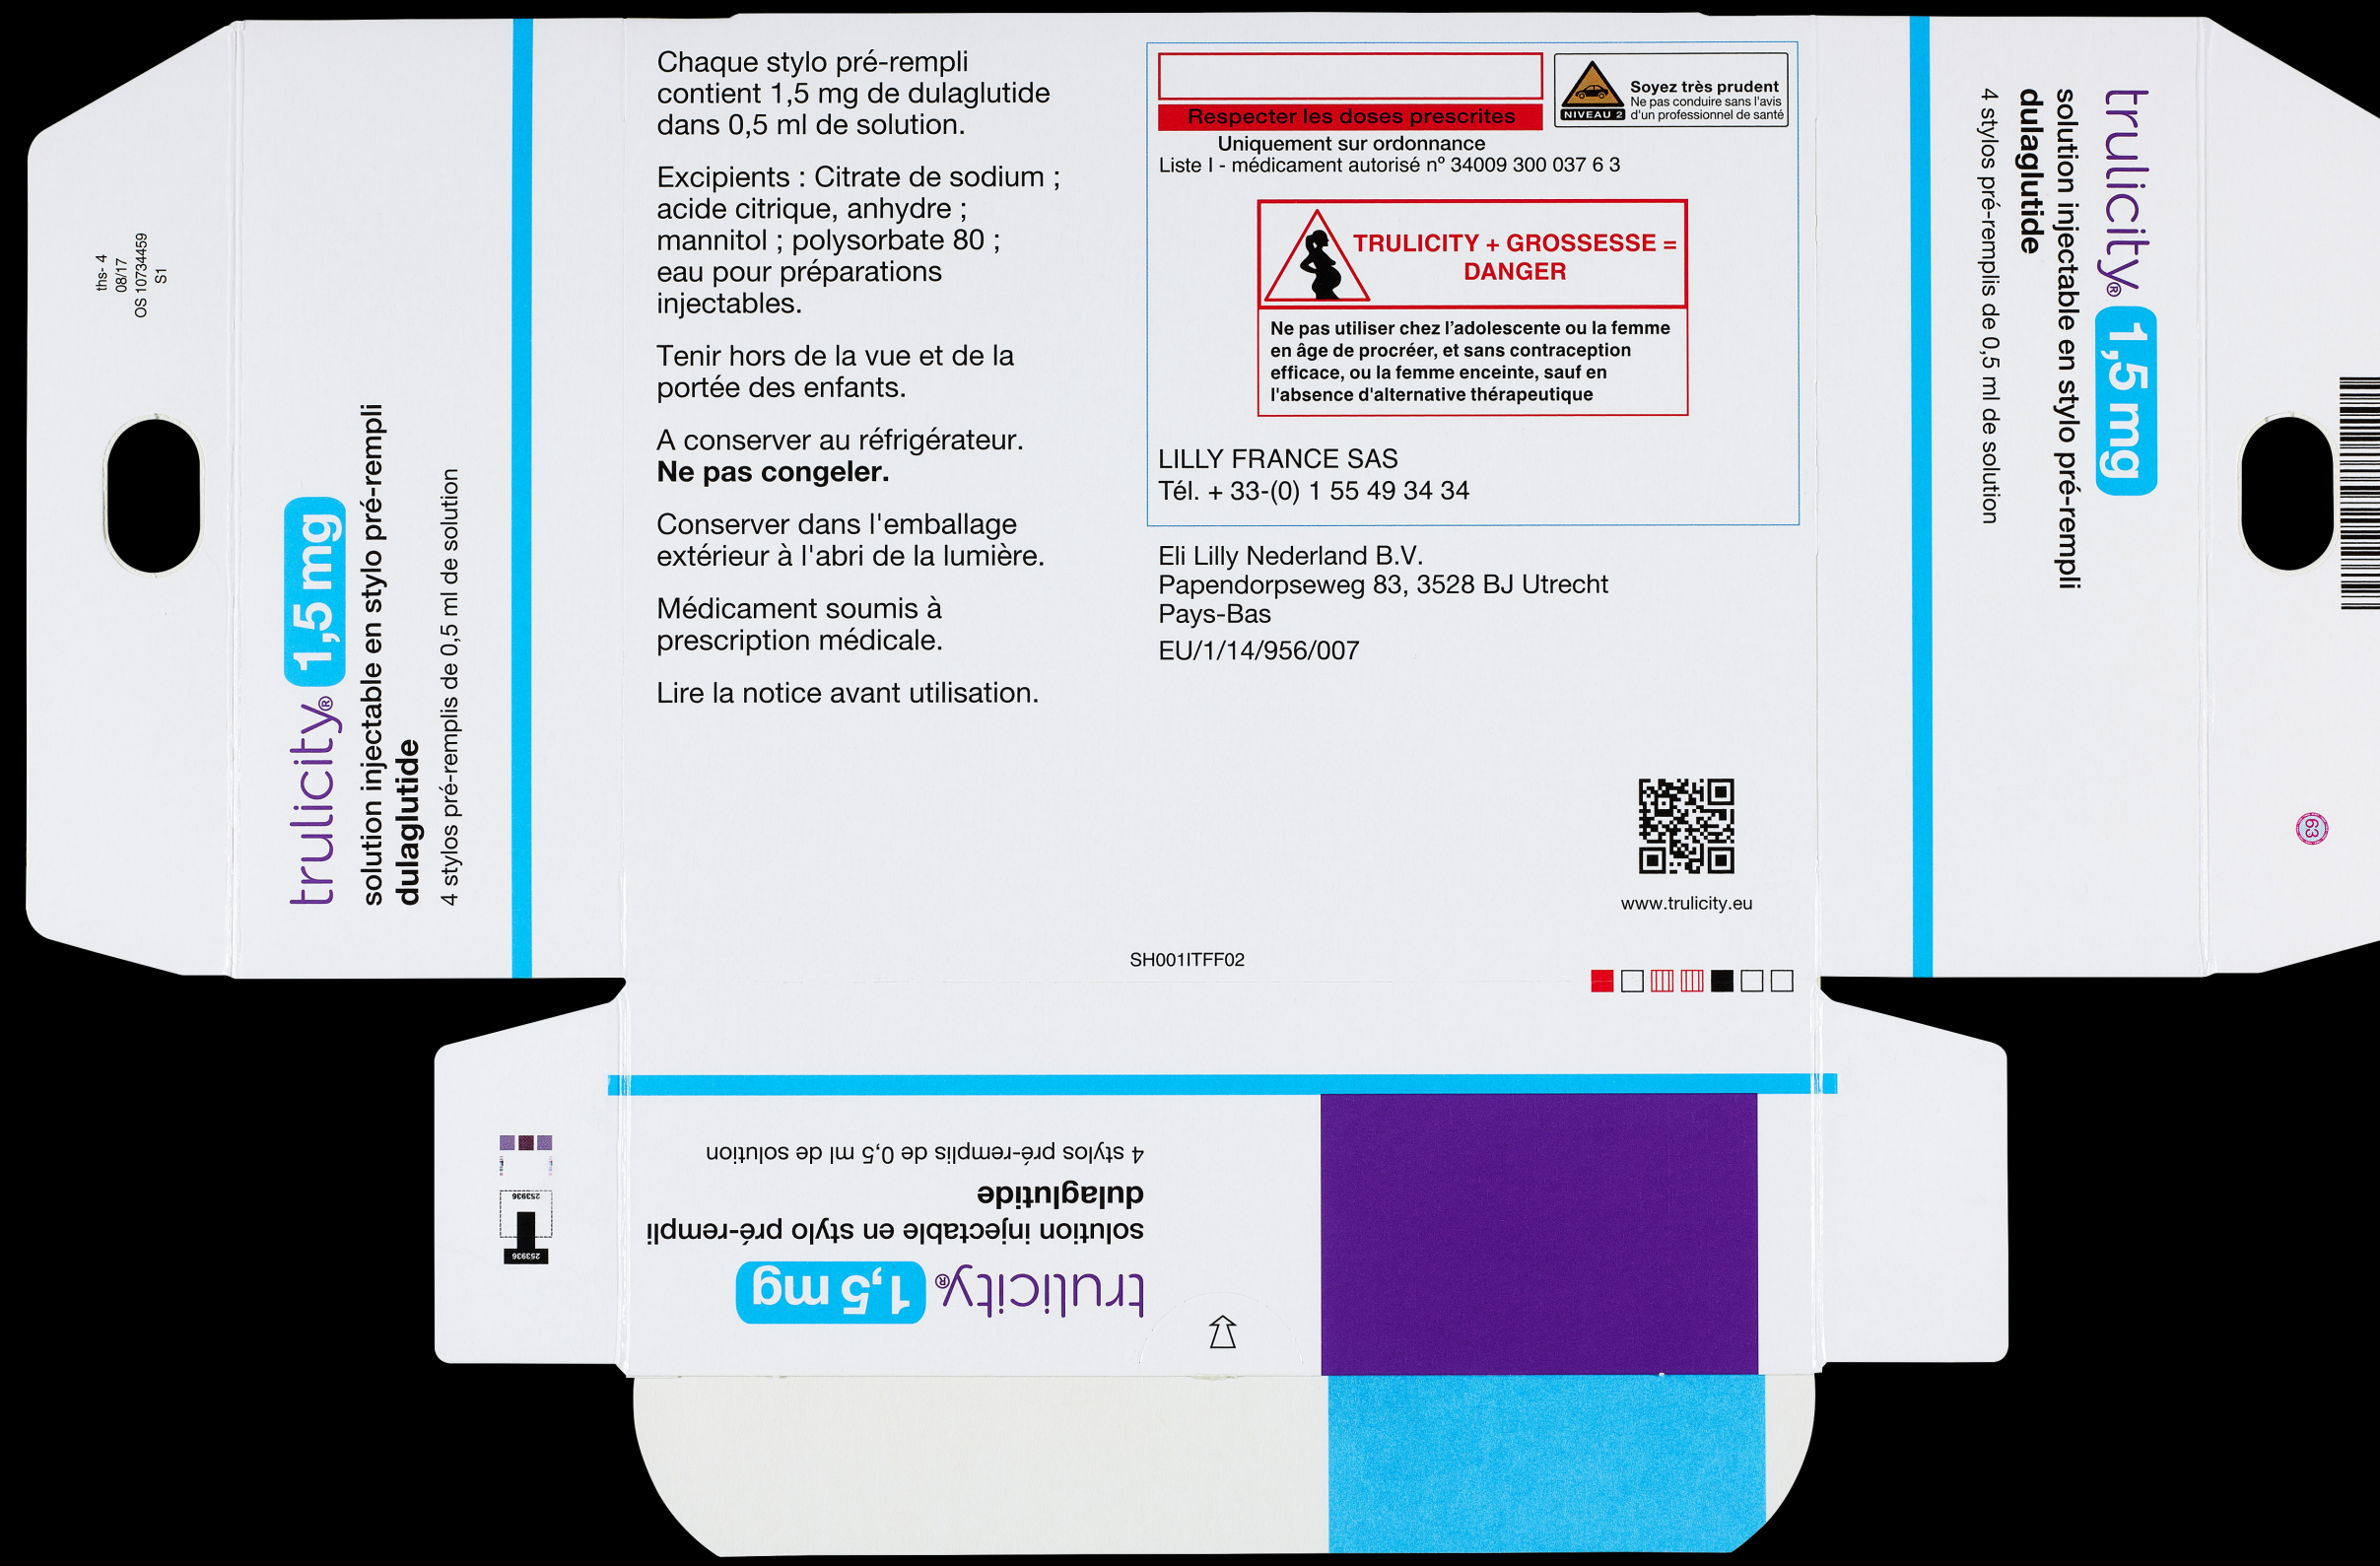 ths- 4
08/17
OS 10734459
S1
trulicity® 1,5 mg
solution injectable en stylo pré-rempli
dulaglutide
4 stylos pré-remplis de 0,5 ml de solution
Chaque stylo pré-rempli
contient 1,5 mg de dulaglutide
dans 0,5 ml de solution.
Excipients : Citrate de sodium ;
acide citrique, anhydre ;
mannitol ; polysorbate 80 ;
eau pour préparations
injectables.
Tenir hors de la vue et de la
portée des enfants.
A conserver au réfrigérateur.
Ne pas congeler.
Conserver dans l'emballage
extérieur à l'abri de la lumière.
Médicament soumis à
prescription médicale.
Lire la notice avant utilisation.
Respecter les doses prescrites
Uniquement sur ordonnance
Liste I - médicament autorisé nº 34009 300 037 6 3
NIVEAU 2
Soyez très prudent
Ne pas conduire sans l'avis
d'un professionnel de santé
TRULICITY + GROSSESSE =
DANGER
Ne pas utiliser chez l’adolescente ou la femme
en âge de procréer, et sans contraception
efficace, ou la femme enceinte, sauf en
l'absence d'alternative thérapeutique
LILLY FRANCE SAS
Tél. + 33-(0) 1 55 49 34 34
Eli Lilly Nederland B.V.
Papendorpseweg 83, 3528 BJ Utrecht
Pays-Bas
EU/1/14/956/007
www.trulicity.eu
SH001ITFF02
trulicity® 1,5 mg
solution injectable en stylo pré-rempli
dulaglutide
4 stylos pré-remplis de 0,5 ml de solution
63
trulicity® 1,5 mg
solution injectable en stylo pré-rempli
dulaglutide
4 stylos pré-remplis de 0,5 ml de solution
253936
253936